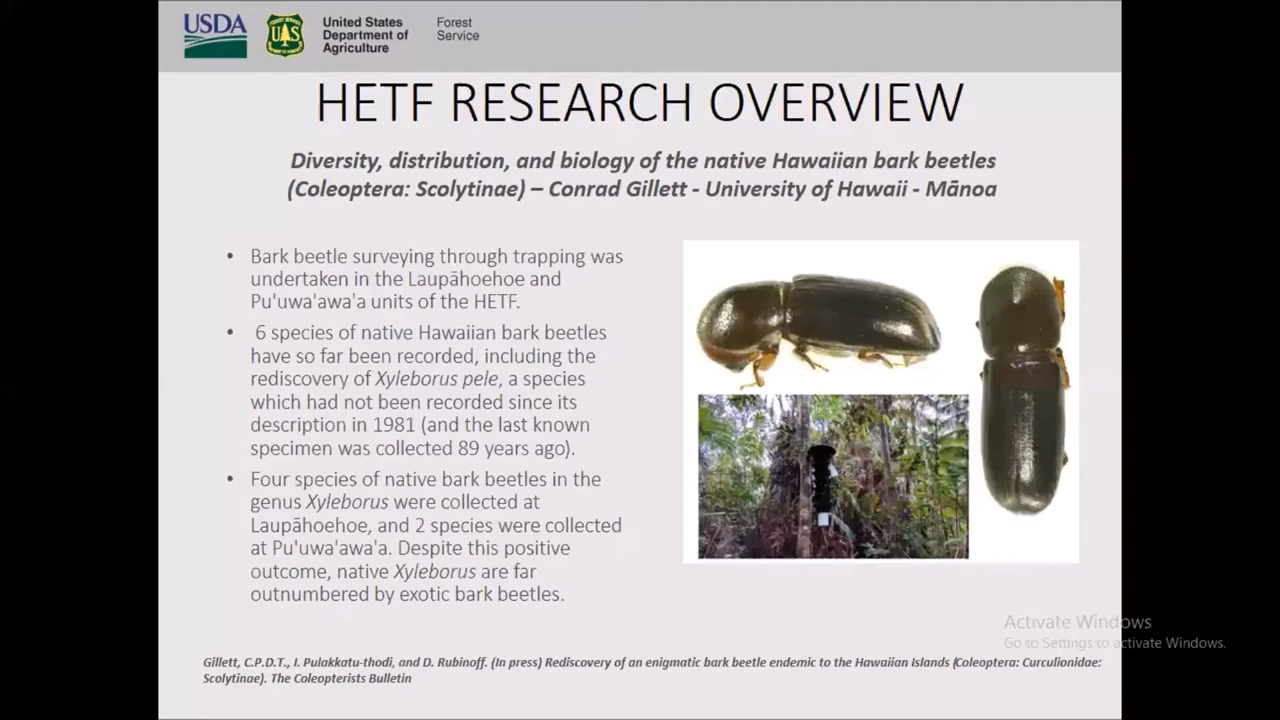 USDA
UAS
United States
Department of
Agriculture
Forest
Service
HETF RESEARCH OVERVIEW
Diversity, distribution, and biology of the native Hawaiian bark beetles
(Coleoptera: Scolytinae) – Conrad Gillett - University of Hawaii - Mānoa
• Bark beetle surveying through trapping was
undertaken in the Laupāhoehoe and
Pu'uwa'awa'a units of the HETF.
• 6 species of native Hawaiian bark beetles
have so far been recorded, including the
rediscovery of Xyleborus pele, a species
which had not been recorded since its
description in 1981 (and the last known
specimen was collected 89 years ago).
• Four species of native bark beetles in the
genus Xyleborus were collected at
Laupāhoehoe, and 2 species were collected
at Pu'uwa'awa'a. Despite this positive
outcome, native Xyleborus are far
outnumbered by exotic bark beetles.
Activate Windows
Go to Settings to activate Windows.
Gillett, C.P.D.T., I. Pulakkatu-thodi, and D. Rubinoff. (In press) Rediscovery of an enigmatic bark beetle endemic to the Hawaiian Islands (Coleoptera: Curculionidae:
Scolytinae). The Coleopterists Bulletin